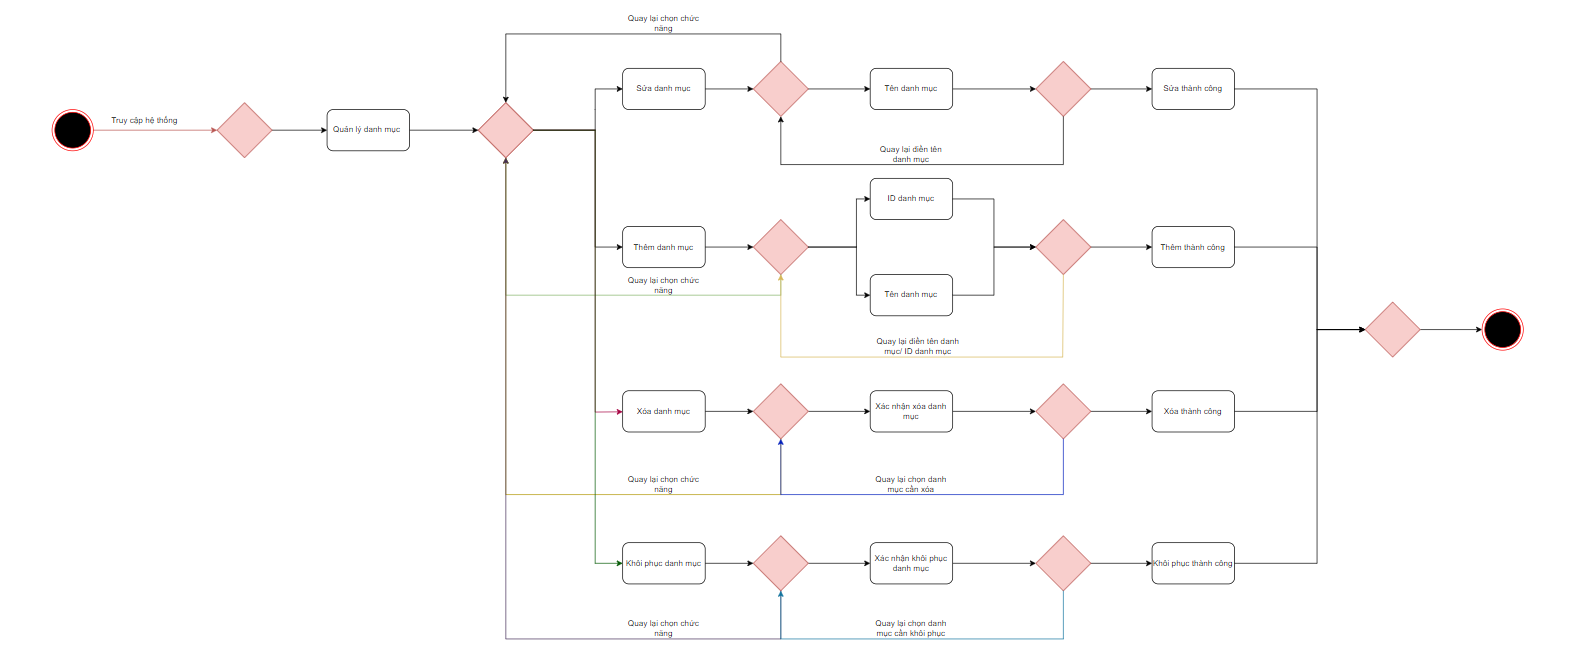 Quay lại chọn chức
năng
Sửa danh mục
Tên danh mục
Sửa thành công
Truy cập hệ thống
Quản lý danh mục
Quay lại điền tên
danh mục
ID danh mục
Thêm danh mục
Thêm thành công
Quay lại chọn chức
năng
Tên danh mục
Quay lại điền tên danh
mục/ ID danh mục
Xóa danh mục
Xác nhận xóa danh
mục
Xóa thành công
Quay lại chọn chức
năng
Quay lại chọn danh
mục cần xóa
Khôi phục danh mục
Xác nhận khôi phục
danh mục
Khôi phục thành công
Quay lại chọn chức
năng
Quay lại chọn danh
mục cần khôi phục